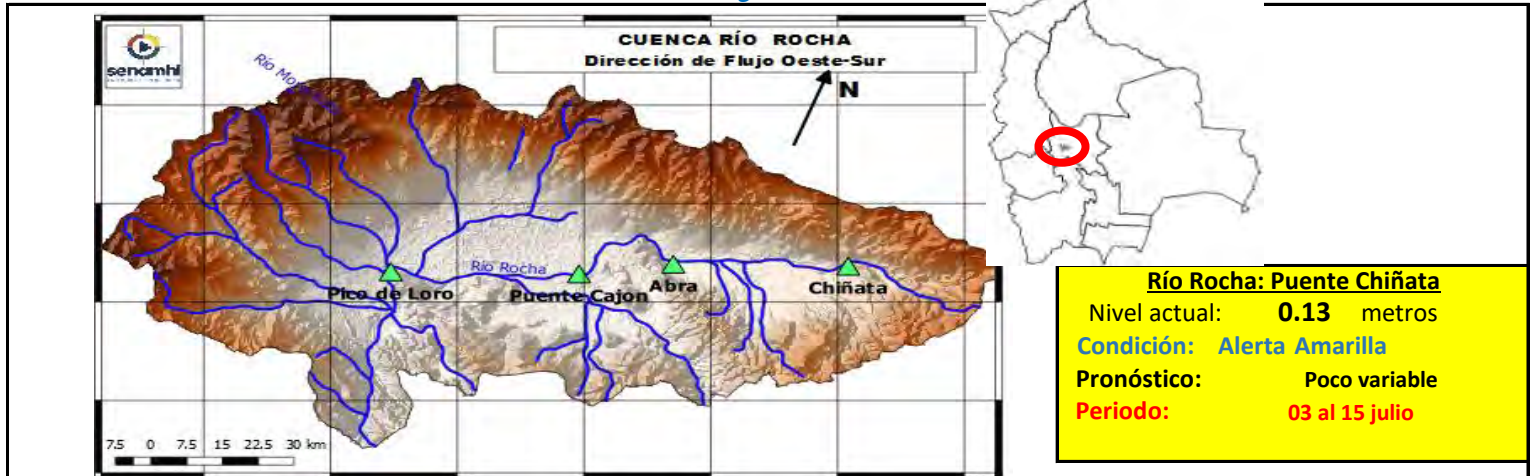 CUENCA RÍO ROCHA
Dirección de Flujo Oeste-Sur
senamhi
N
Río
Río Rocha
Pico de Loro
Puente Cajon
Abra
Chiñata
7.5 0 7.5 15 22.5 30 km
Río Rocha: Puente Chiñata
Nivel actual: 0.13 metros
Condición: Alerta Amarilla
Pronóstico: Poco variable
Periodo: 03 al 15 julio